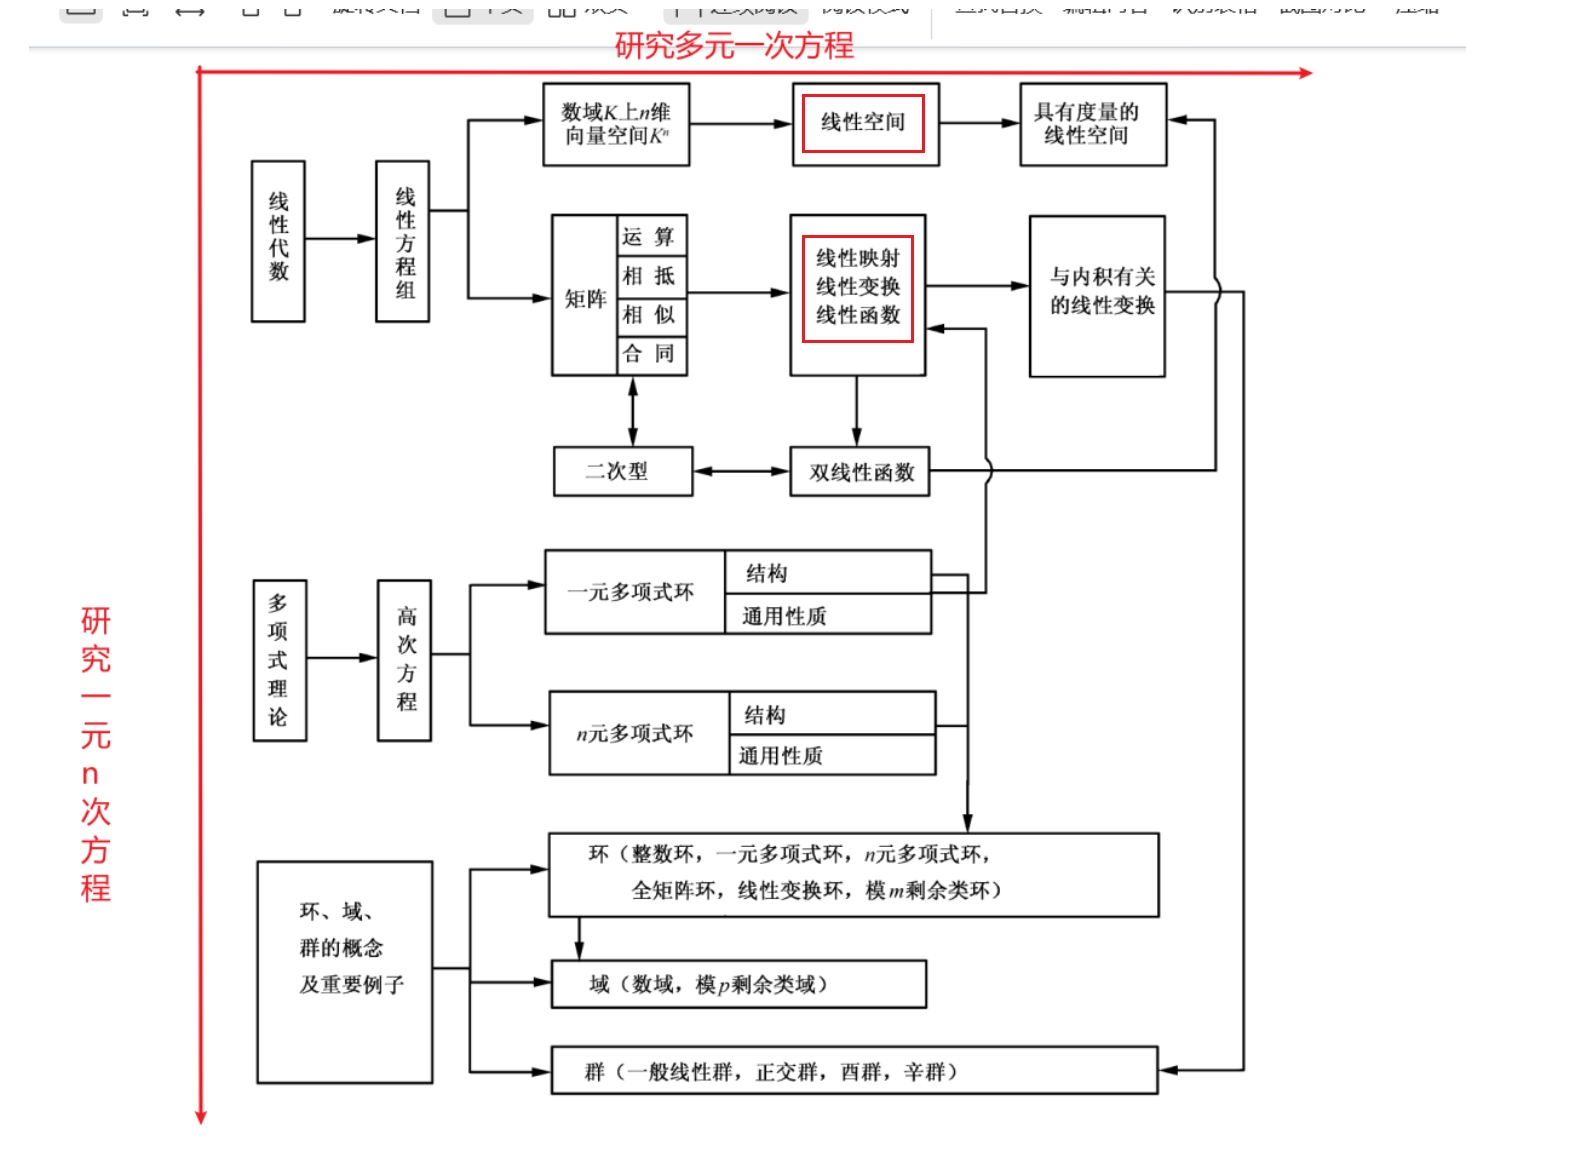 研究多元一次方程
数域K上n维
向量空间Kⁿ
线性空间
具有度量的
线性空间
线性代数
线性方程组
矩阵
运算
相抵
相似
合同
线性映射
线性变换
线性函数
与内积有关
的线性变换
二次型
双线性函数
研究一元n次方程
多项式理论
高次方程
一元多项式环
结构
通用性质
n元多项式环
结构
通用性质
环、域、
群的概念
及重要例子
环（整数环，一元多项式环，n元多项式环，
全矩阵环，线性变换环，模m剩余类环）
域（数域，模p剩余类域）
群（一般线性群，正交群，酉群，辛群）